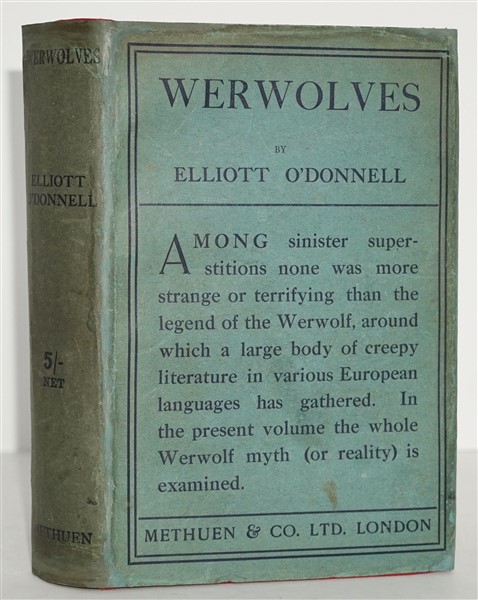 WERWOLVES
ELLIOTT
O'DONNELL
5/-
NET
METHUEN
WERWOLVES
BY
ELLIOTT O'DONNELL
AMONG sinister super-
stitions none was more
strange or terrifying than the
legend of the Werwolf, around
which a large body of creepy
literature in various European
languages has gathered. In
the present volume the whole
Werwolf myth (or reality) is
examined.
METHUEN & CO. LTD. LONDON